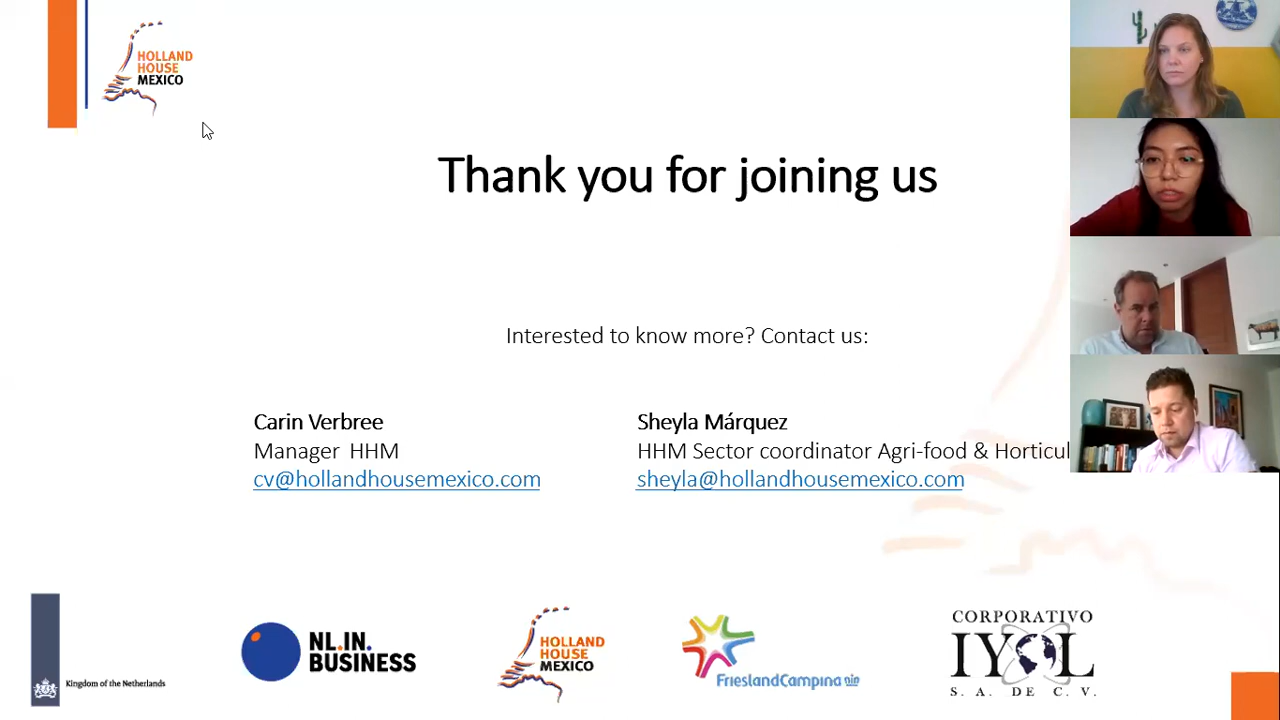 HOLLAND
HOUSE
MEXICO
Thank you for joining us
Interested to know more? Contact us:
Carin Verbree
Manager HHM
cv@hollandhousemexico.com
Sheyla Márquez
HHM Sector coordinator Agri-food & Horticul
sheyla@hollandhousemexico.com
Kingdom of the Netherlands
NL.IN.
BUSINESS
HOLLAND
HOUSE
MEXICO
FrieslandCampina
CORPORATIVO
IYOL
S. A. DE C. V.